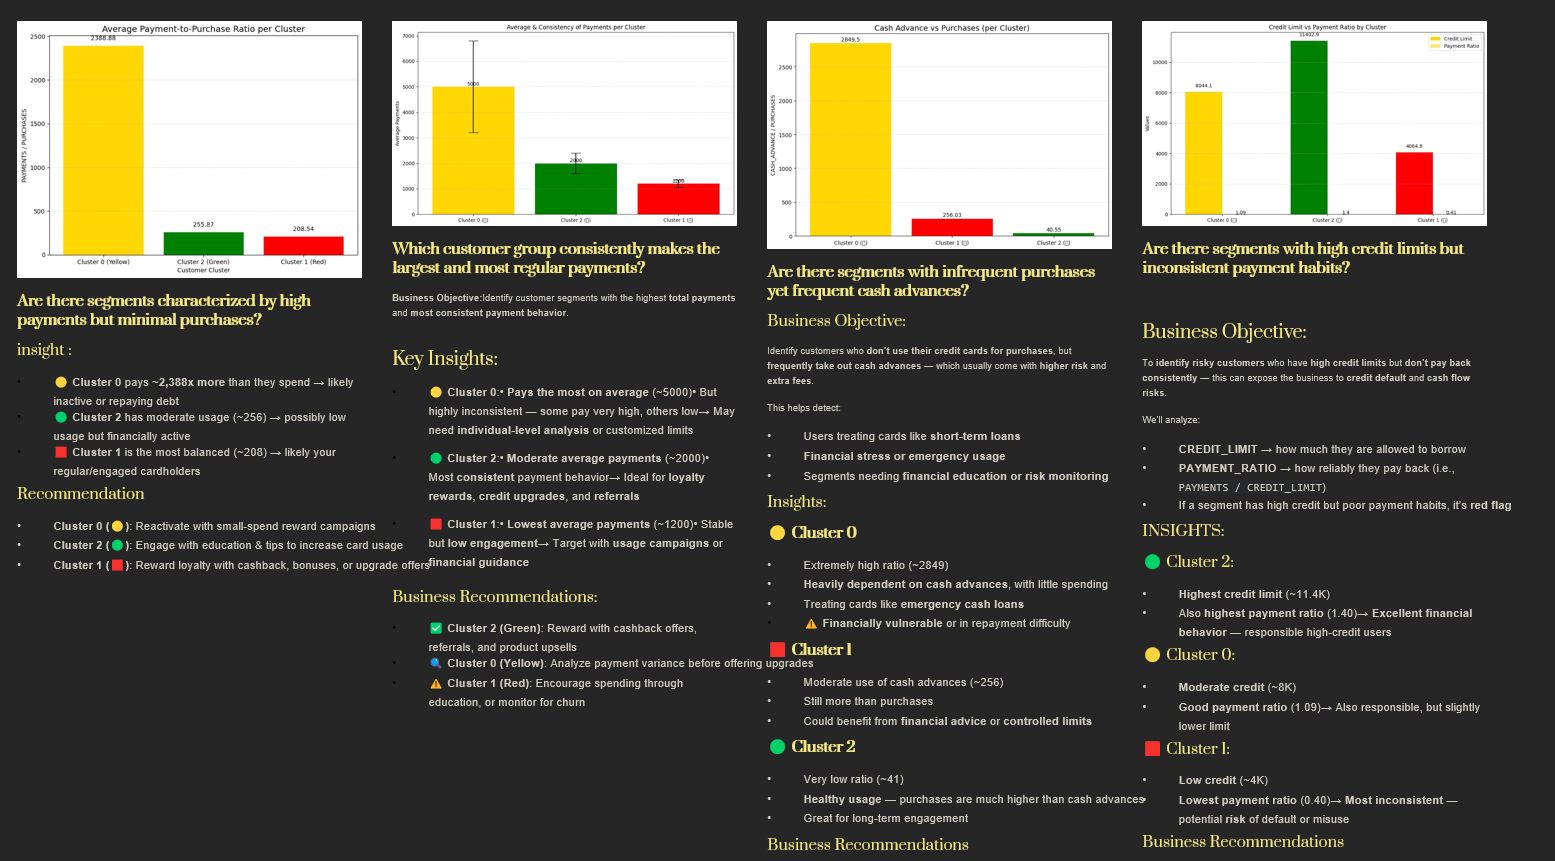 Average Payment-to-Purchase Ratio per Cluster
PAYMENTS / PURCHASES
2500
2000
1500
1000
500
0
2388.88
255.87
208.54
Cluster 0 (Yellow)
Cluster 2 (Green)
Cluster 1 (Red)
Customer Cluster
Are there segments characterized by high
payments but minimal purchases?
insight :
• 🟡 Cluster 0 pays ~2,388x more than they spend → likely
inactive or repaying debt
• 🟢 Cluster 2 has moderate usage (~256) → possibly low
usage but financially active
• 🟥 Cluster 1 is the most balanced (~208) → likely your
regular/engaged cardholders
Recommendation
• Cluster 0 (🟡): Reactivate with small-spend reward campaigns
• Cluster 2 (🟢): Engage with education & tips to increase card usage
• Cluster 1 (🟥): Reward loyalty with cashback, bonuses, or upgrade offers
Average & Consistency of Payments per Cluster
Average Payments
7000
6000
5000
4000
3000
2000
1000
0
5000
2000
1200
Cluster 0 (▯)
Cluster 2 (▯)
Cluster 1 (▯)
Which customer group consistently makes the
largest and most regular payments?
Business Objective:Identify customer segments with the highest total payments
and most consistent payment behavior.
Key Insights:
• 🟡 Cluster 0:• Pays the most on average (~5000)• But
highly inconsistent — some pay very high, others low→ May
need individual-level analysis or customized limits
• 🟢 Cluster 2:• Moderate average payments (~2000)•
Most consistent payment behavior→ Ideal for loyalty
rewards, credit upgrades, and referrals
• 🟥 Cluster 1:• Lowest average payments (~1200)• Stable
but low engagement→ Target with usage campaigns or
financial guidance
Business Recommendations:
• ✅ Cluster 2 (Green): Reward with cashback offers,
referrals, and product upsells
• 🔍 Cluster 0 (Yellow): Analyze payment variance before offering upgrades
• ⚠️ Cluster 1 (Red): Encourage spending through
education, or monitor for churn
Cash Advance vs Purchases (per Cluster)
CASH_ADVANCE / PURCHASES
2500
2000
1500
1000
500
0
2849.5
256.03
40.55
Cluster 0 (▯)
Cluster 1 (▯)
Cluster 2 (▯)
Are there segments with infrequent purchases
yet frequent cash advances?
Business Objective:
Identify customers who don't use their credit cards for purchases, but
frequently take out cash advances — which usually come with higher risk and
extra fees.
This helps detect:
• Users treating cards like short-term loans
• Financial stress or emergency usage
• Segments needing financial education or risk monitoring
Insights:
🟡 Cluster 0
• Extremely high ratio (~2849)
• Heavily dependent on cash advances, with little spending
• Treating cards like emergency cash loans
• ⚠️ Financially vulnerable or in repayment difficulty
🟥 Cluster 1
• Moderate use of cash advances (~256)
• Still more than purchases
• Could benefit from financial advice or controlled limits
🟢 Cluster 2
• Very low ratio (~41)
• Healthy usage — purchases are much higher than cash advances
• Great for long-term engagement
Business Recommendations
Credit Limit vs Payment Ratio by Cluster
Credit Limit
Payment Ratio
Values
10000
8000
6000
4000
2000
0
8044.1
1.09
11402.9
1.4
4064.8
0.41
Cluster 0 (▯)
Cluster 2 (▯)
Cluster 1 (▯)
Are there segments with high credit limits but
inconsistent payment habits?
Business Objective:
To identify risky customers who have high credit limits but don't pay back
consistently — this can expose the business to credit default and cash flow
risks.
We'll analyze:
• CREDIT_LIMIT → how much they are allowed to borrow
• PAYMENT_RATIO → how reliably they pay back (i.e.,
PAYMENTS / CREDIT_LIMIT)
• If a segment has high credit but poor payment habits, it's red flag
INSIGHTS:
🟢 Cluster 2:
• Highest credit limit (~11.4K)
• Also highest payment ratio (1.40)→ Excellent financial
behavior — responsible high-credit users
🟡 Cluster 0:
• Moderate credit (~8K)
• Good payment ratio (1.09)→ Also responsible, but slightly
lower limit
🟥 Cluster 1:
• Low credit (~4K)
• Lowest payment ratio (0.40)→ Most inconsistent —
potential risk of default or misuse
Business Recommendations